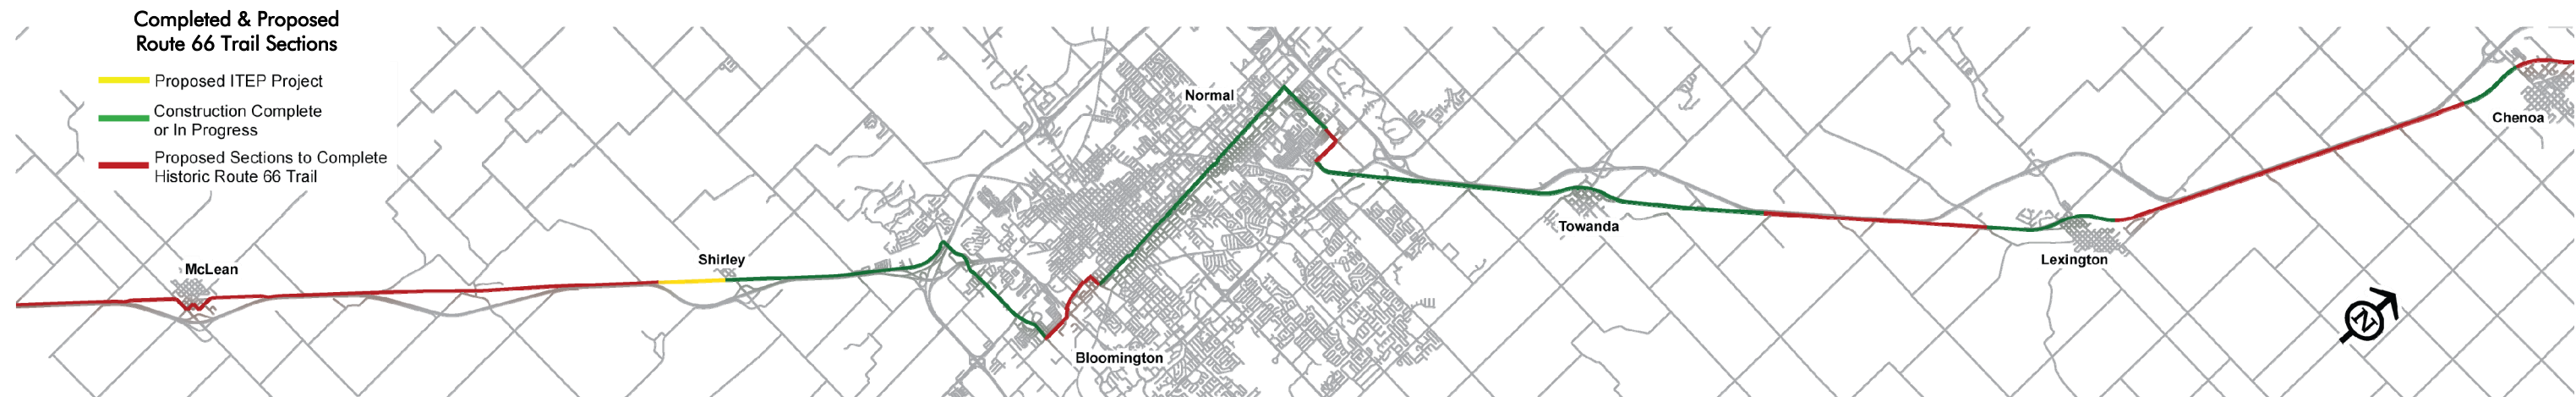 Completed & Proposed
Route 66 Trail Sections
Proposed ITEP Project
Construction Complete
or In Progress
Proposed Sections to Complete
Historic Route 66 Trail
McLean
Shirley
Bloomington
Normal
Towanda
Lexington
Chenoa
N